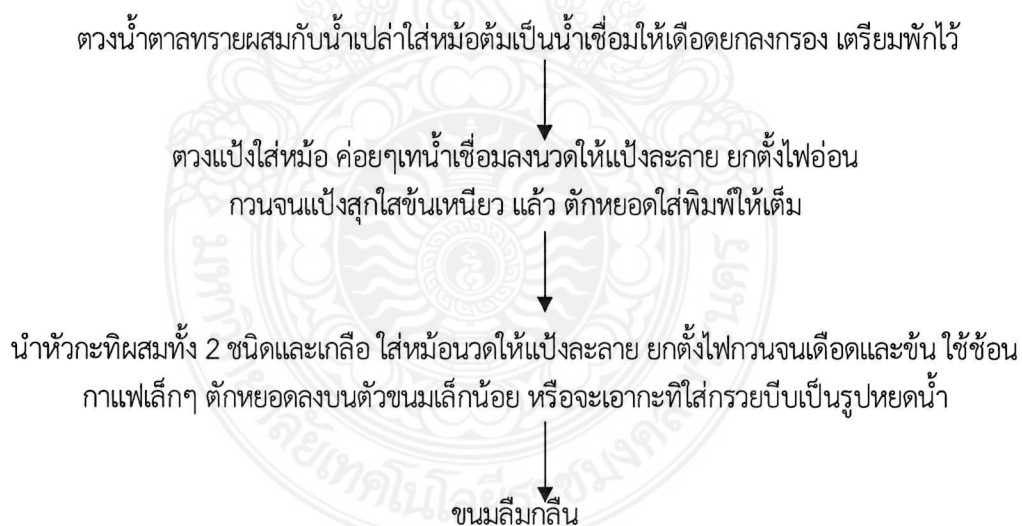 ตวงน้ำตาลทรายผสมกับน้ำเปล่าใส่หม้อต้มเป็นน้ำเชื่อมให้เดือดยกลงกรอง เตรียมพักไว้
ตวงแป้งใส่หม้อ ค่อยๆเทน้ำเชื่อมลงนวดให้แป้งละลาย ยกตั้งไฟอ่อน
กวนจนแป้งสุกใสข้นเหนียว แล้ว ตักหยอดใส่พิมพ์ให้เต็ม
นำหัวกะทิผสมทั้ง 2 ชนิดและเกลือ ใส่หม้อนวดให้แป้งละลาย ยกตั้งไฟกวนจนเดือดและข้น ใช้ช้อน
กาแฟเล็กๆ ตักหยอดลงบนตัวขนมเล็กน้อย หรือจะเอากะทิใส่กรวยบีบเป็นรูปหยดน้ำ
ขนมลืมกลืน